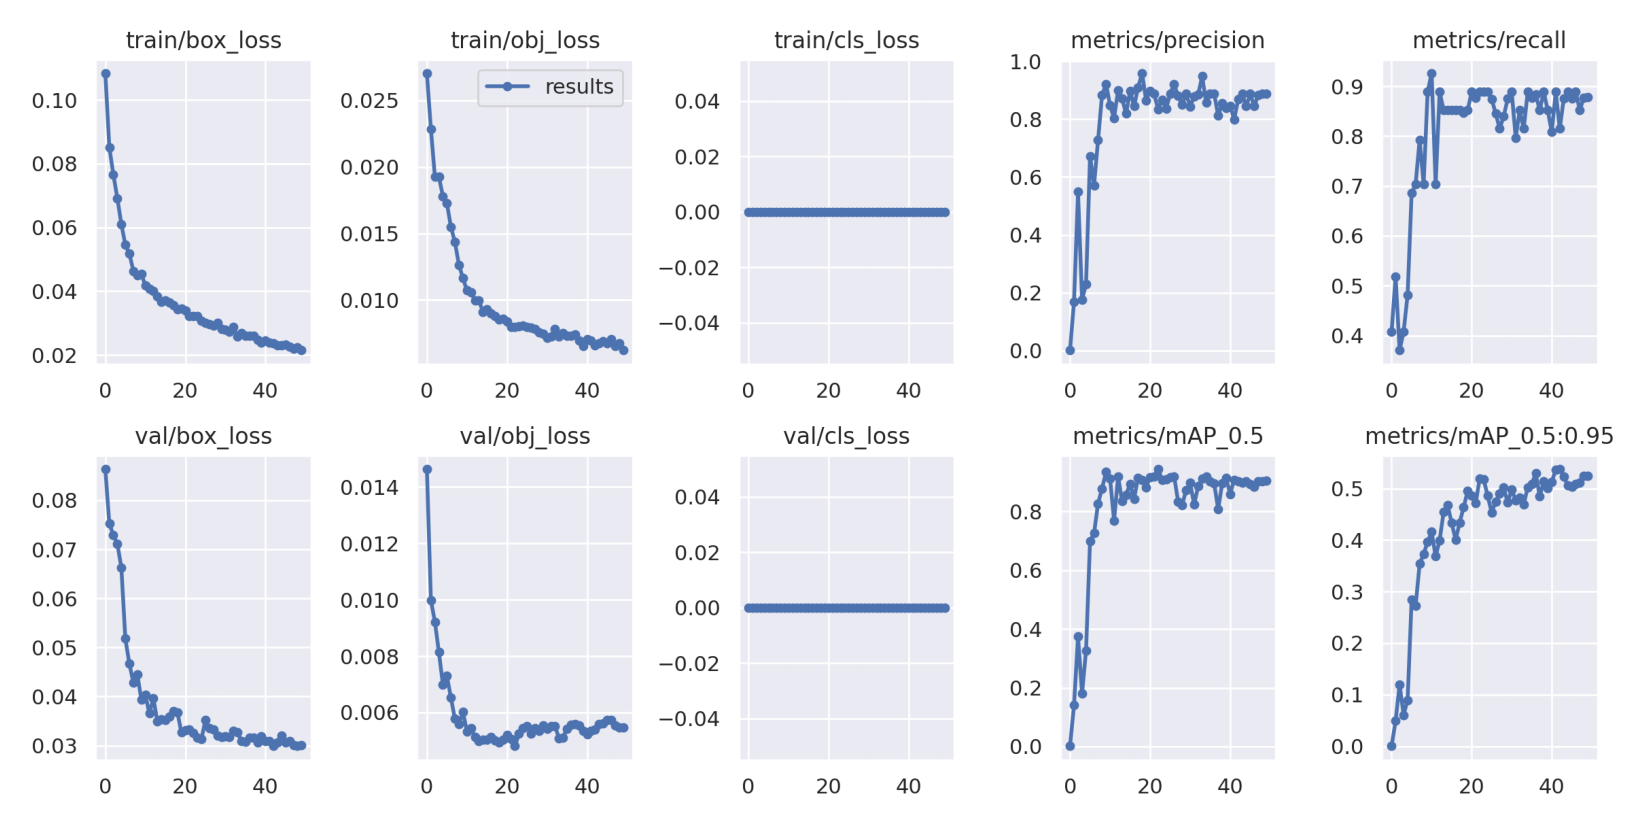 train/box_loss
0.10
0.08
0.06
0.04
0.02
0 20 40
train/obj_loss
results
0.025
0.020
0.015
0.010
0 20 40
train/cls_loss
0.04
0.02
0.00
−0.02
−0.04
0 20 40
metrics/precision
1.0
0.8
0.6
0.4
0.2
0.0
0 20 40
metrics/recall
0.9
0.8
0.7
0.6
0.5
0.4
0 20 40
val/box_loss
0.08
0.07
0.06
0.05
0.04
0.03
0 20 40
val/obj_loss
0.014
0.012
0.010
0.008
0.006
0 20 40
val/cls_loss
0.04
0.02
0.00
−0.02
−0.04
0 20 40
metrics/mAP_0.5
0.8
0.6
0.4
0.2
0.0
0 20 40
metrics/mAP_0.5:0.95
0.5
0.4
0.3
0.2
0.1
0.0
0 20 40